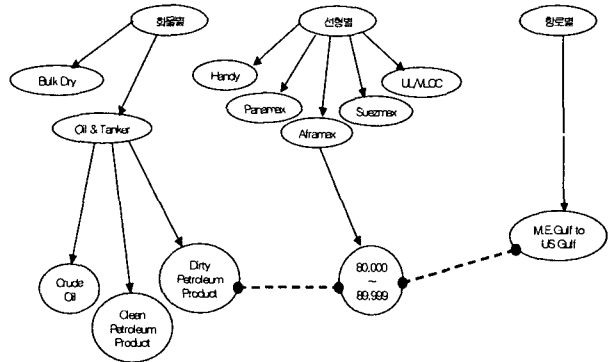 화물별
선형별
항로별
Bulk Dry
Handy
UL/VLCC
Panamax
Suezmax
Oil & Tanker
Aframax
M.E.Gulf to
US Gulf
Dirty
Petroleum
Product
80,000
~
89,999
Crude
Oil
Clean
Petroleum
Product